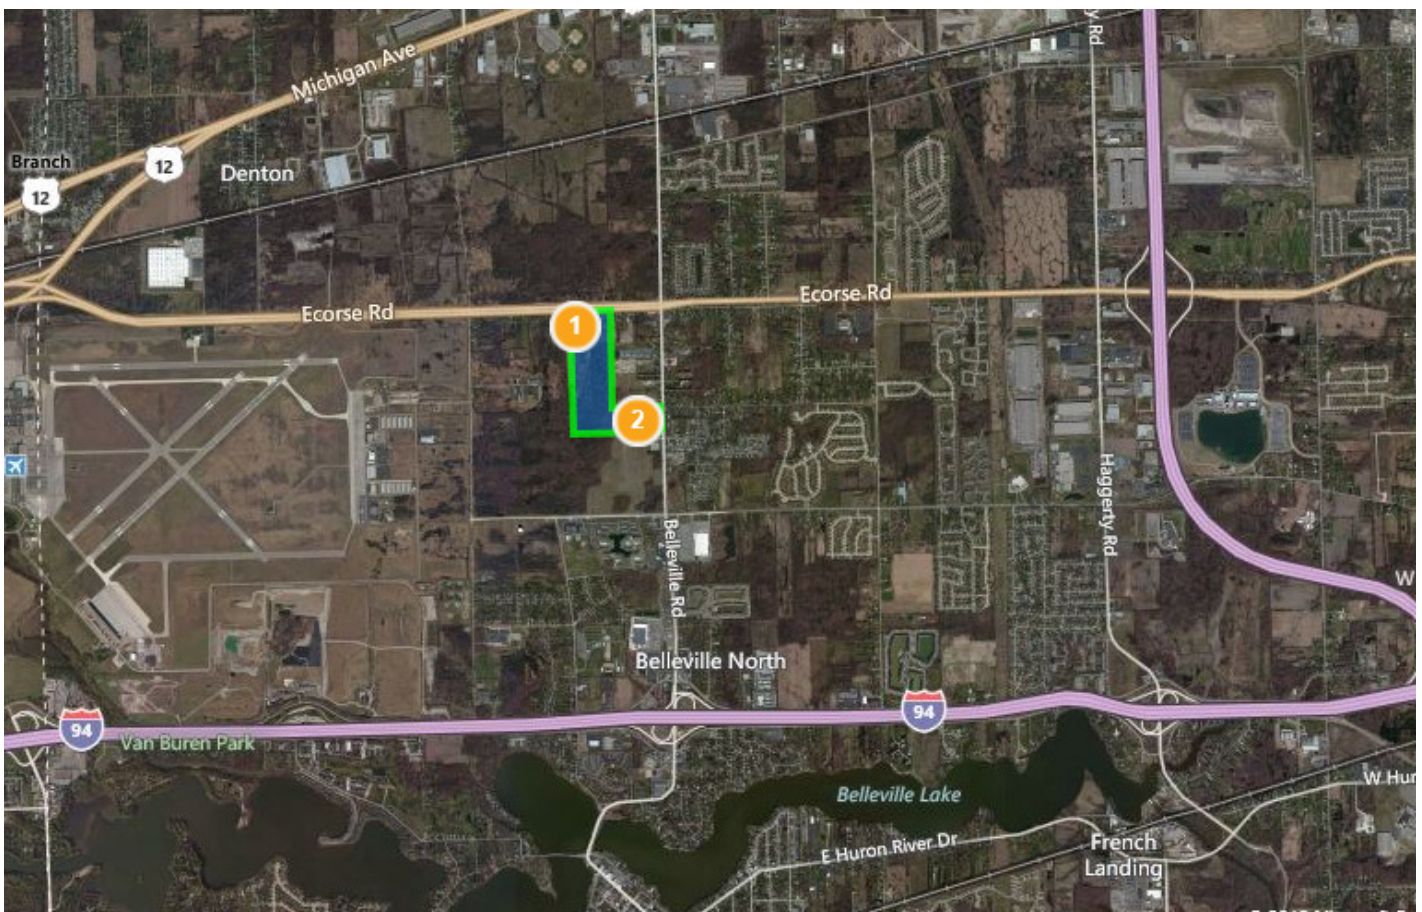 y Rd
Michigan Ave
Branch
12
12
Denton
Ecorse Rd
Ecorse Rd
1
2
Haggerty Rd
Belleville Rd
W
Belleville North
94
94
Van Buren Park
Belleville Lake
W Hur
E Huron River Dr
French
Landing